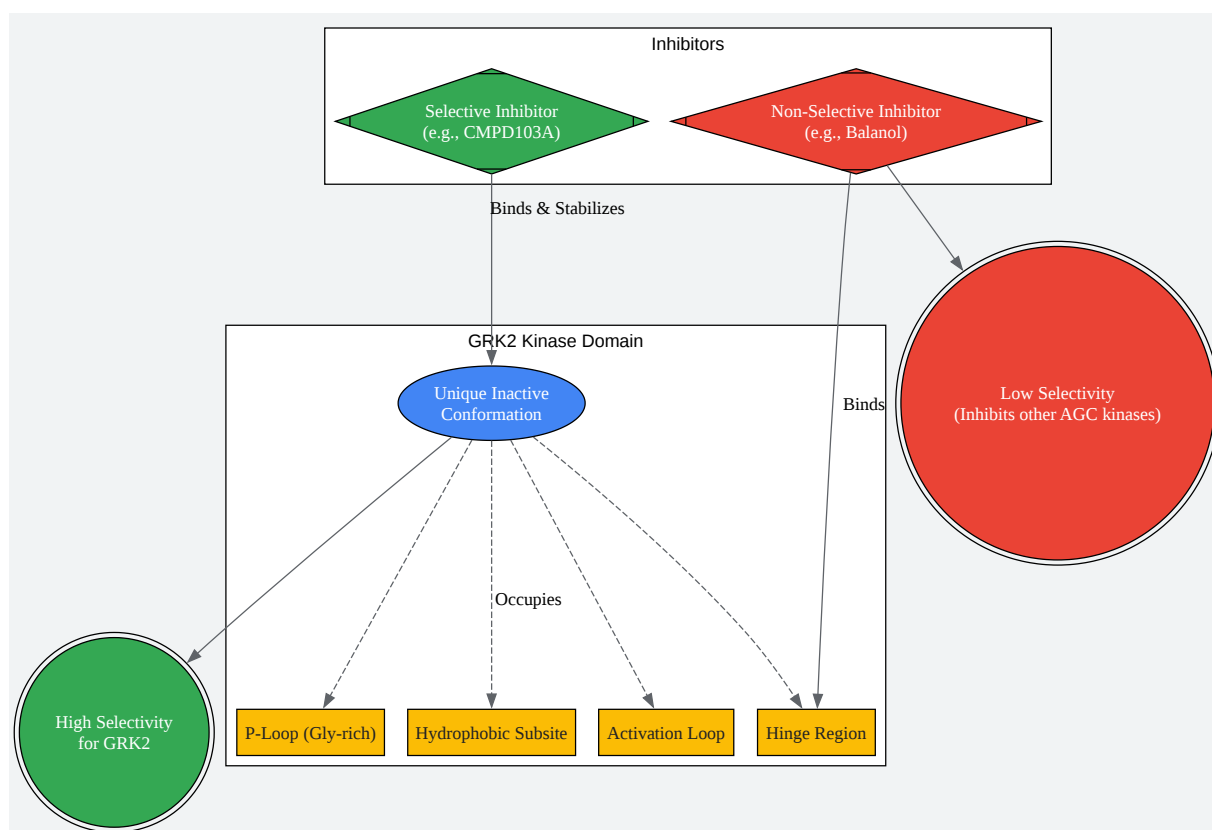 Inhibitors
Selective Inhibitor
(e.g., CMPD103A)
Non-Selective Inhibitor
(e.g., Balanol)
Binds & Stabilizes
GRK2 Kinase Domain
Unique Inactive
Conformation
Binds
Low Selectivity
(Inhibits other AGC kinases)
Occupies
High Selectivity
for GRK2
P-Loop (Gly-rich)
Hydrophobic Subsite
Activation Loop
Hinge Region